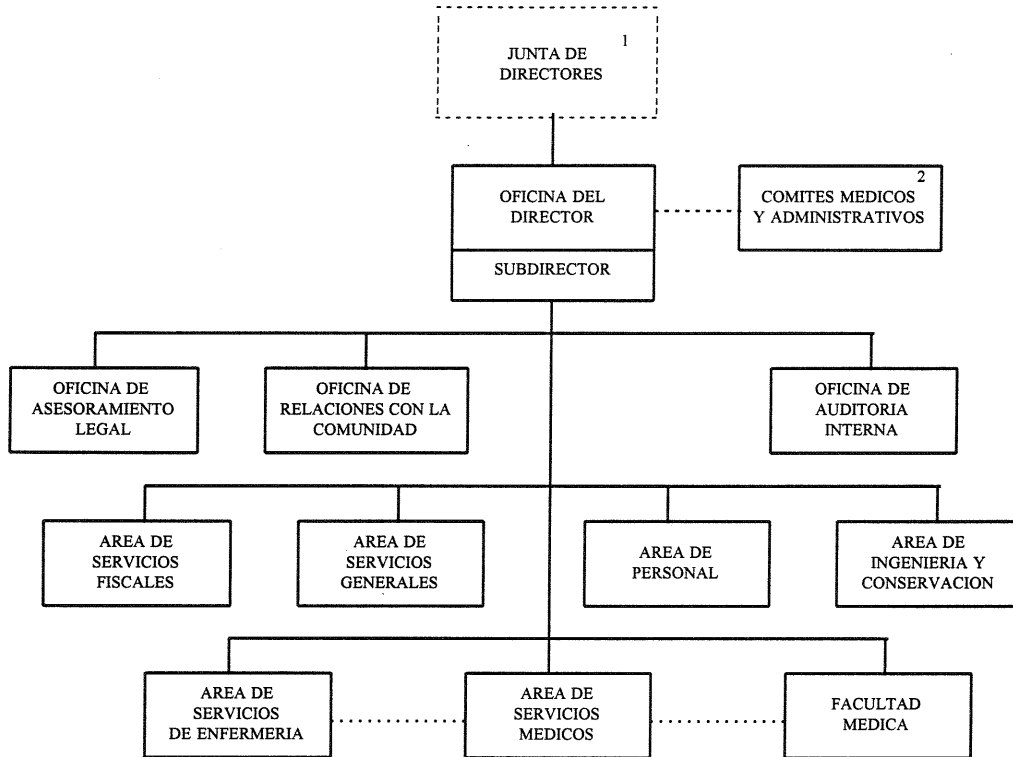 1
JUNTA DE
DIRECTORES
OFICINA DEL
DIRECTOR
SUBDIRECTOR
2
COMITES MEDICOS
Y ADMINISTRATIVOS
OFICINA DE
ASESORAMIENTO
LEGAL
OFICINA DE
RELACIONES CON LA
COMUNIDAD
OFICINA DE
AUDITORIA
INTERNA
AREA DE
SERVICIOS
FISCALES
AREA DE
SERVICIOS
GENERALES
AREA DE
PERSONAL
AREA DE
INGENIERIA Y
CONSERVACION
AREA DE
SERVICIOS
DE ENFERMERIA
AREA DE
SERVICIOS
MEDICOS
FACULTAD
MEDICA